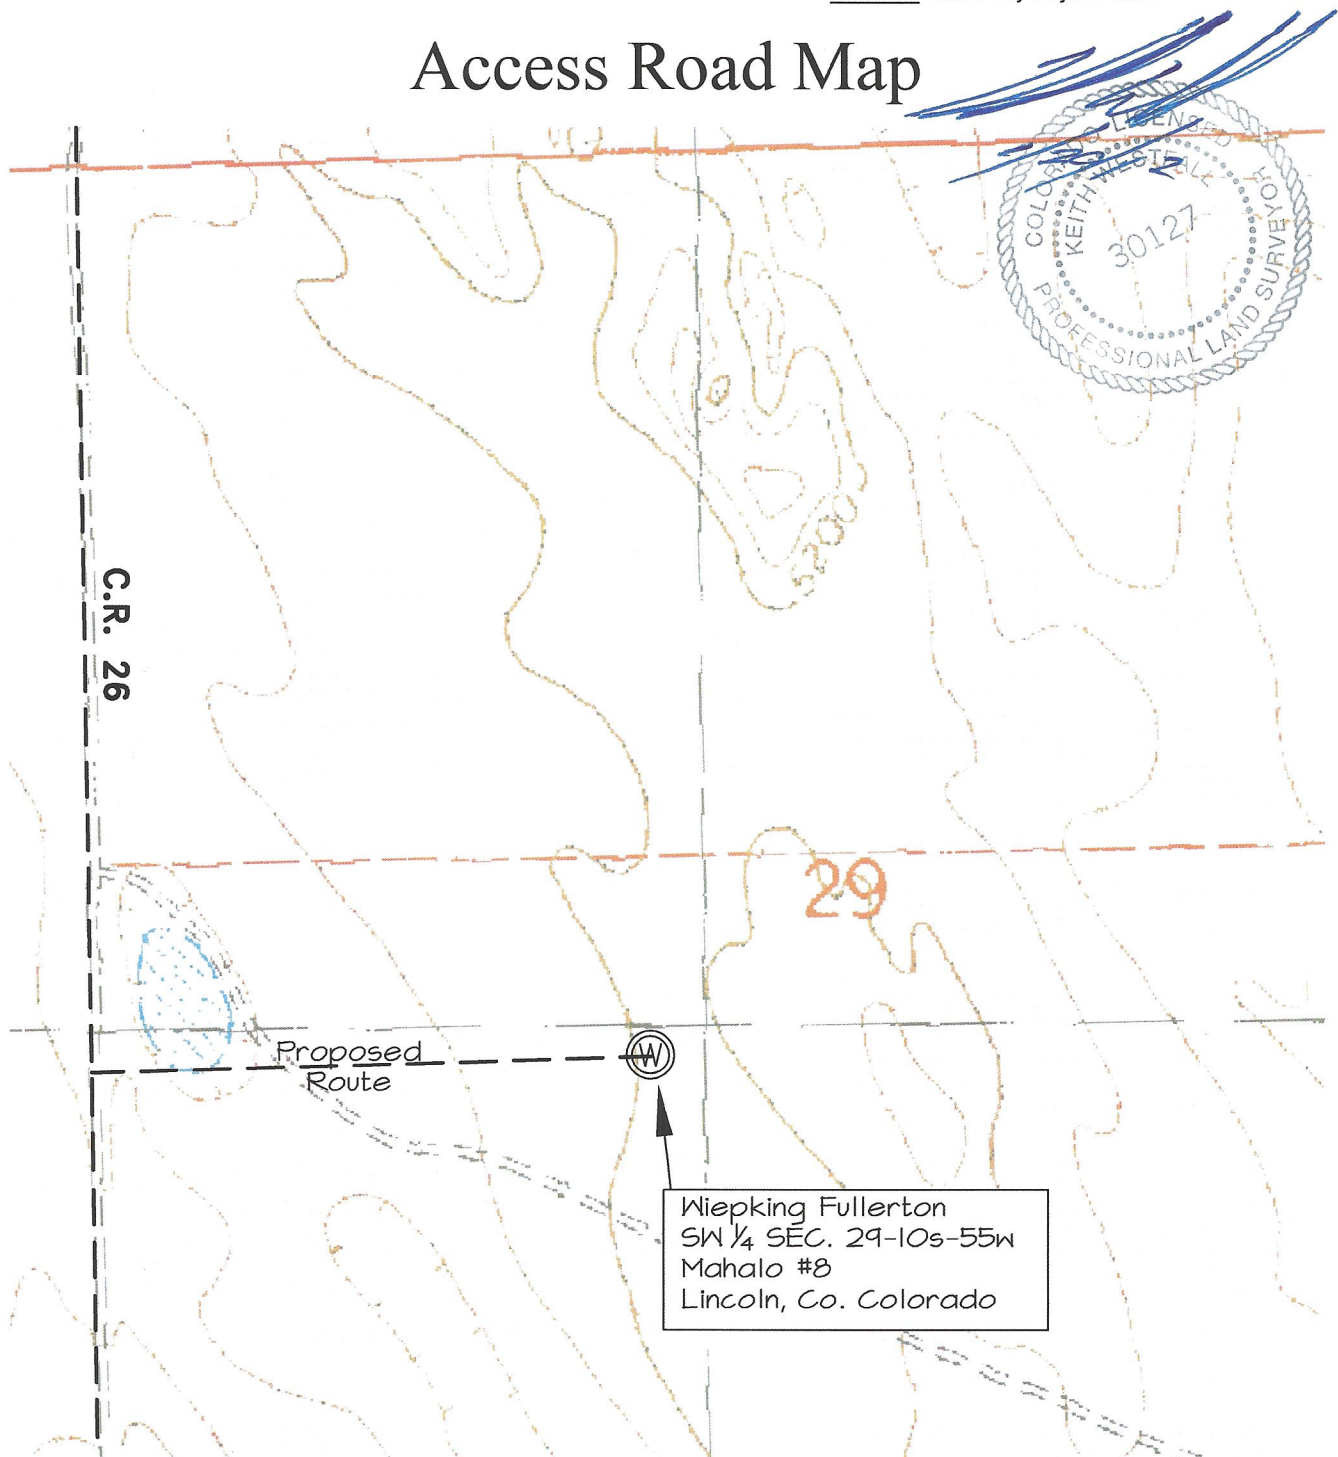 Access Road Map
COLORADO LICENSED
PROFESSIONAL LAND SURVEYOR
KEITH WESTFALL
30127
5200
C.R. 26
29
Proposed
Route
W
Wiepking Fullerton
SW ¼ SEC. 29-10s-55w
Mahalo #8
Lincoln, Co. Colorado